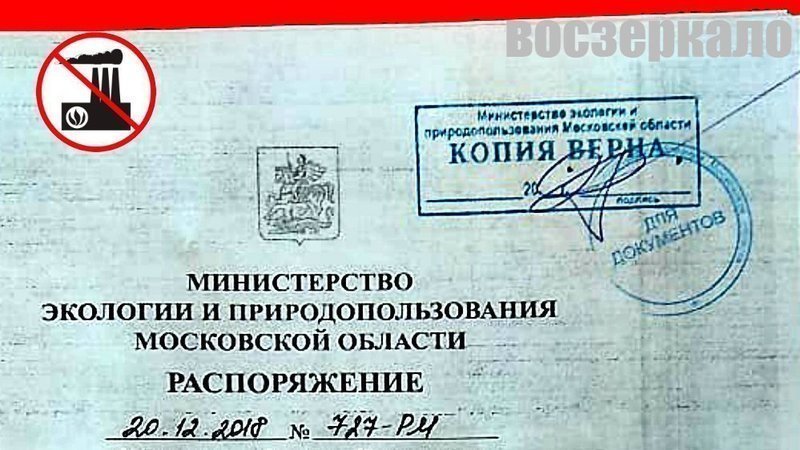 восзеркало
Министерство экологии и
природопользования Московской области
КОПИЯ ВЕРНА
20
подпись
ДЛЯ
ДОКУМЕНТОВ
МИНИСТЕРСТВО
ЭКОЛОГИИ И ПРИРОДОПОЛЬЗОВАНИЯ
МОСКОВСКОЙ ОБЛАСТИ
РАСПОРЯЖЕНИЕ
20.12.2018 № 727-РМ